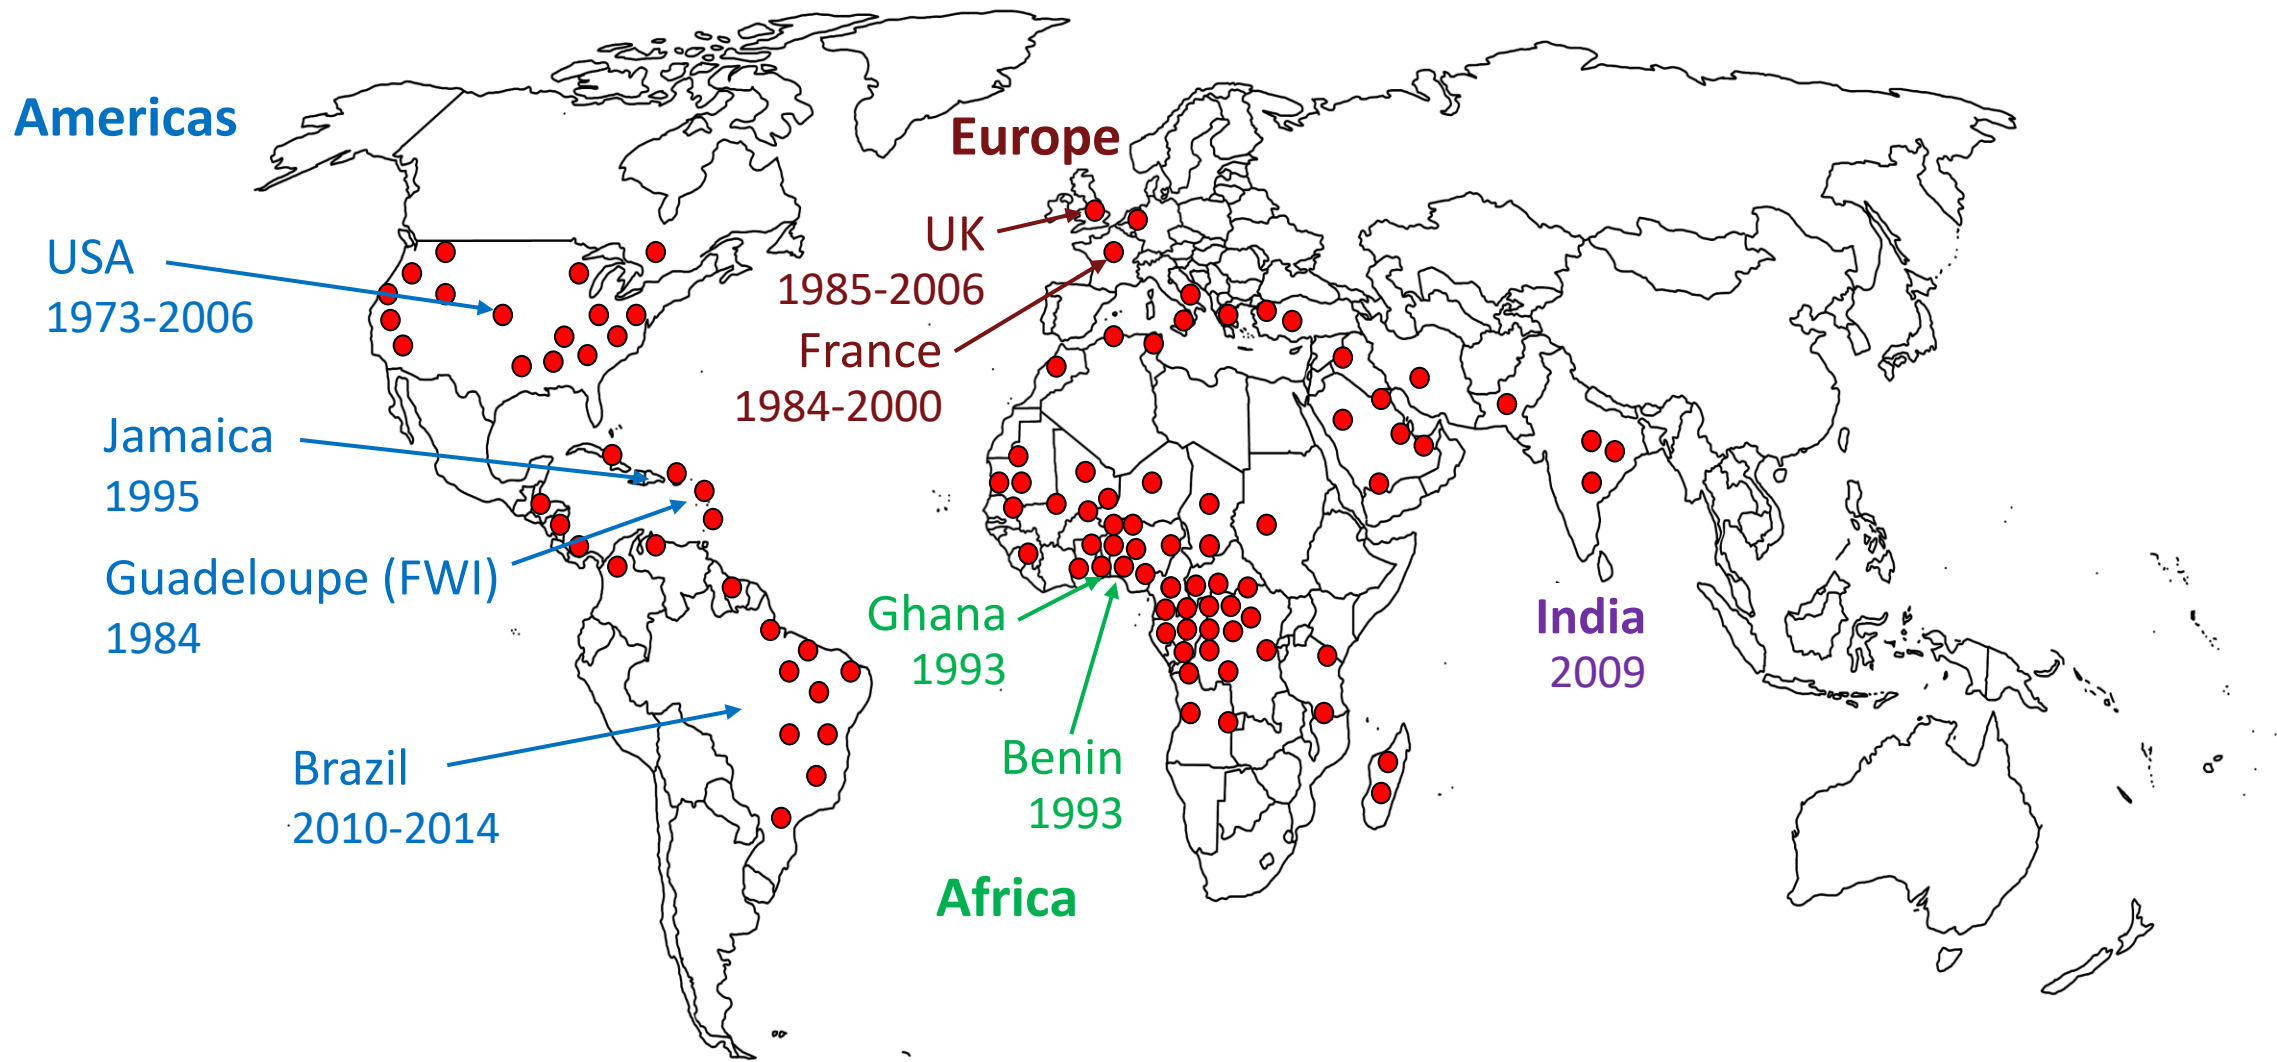 Americas
USA
1973-2006
Jamaica
1995
Guadeloupe (FWI)
1984
Brazil
2010-2014
Europe
UK
1985-2006
France
1984-2000
Ghana
1993
Benin
1993
Africa
India
2009